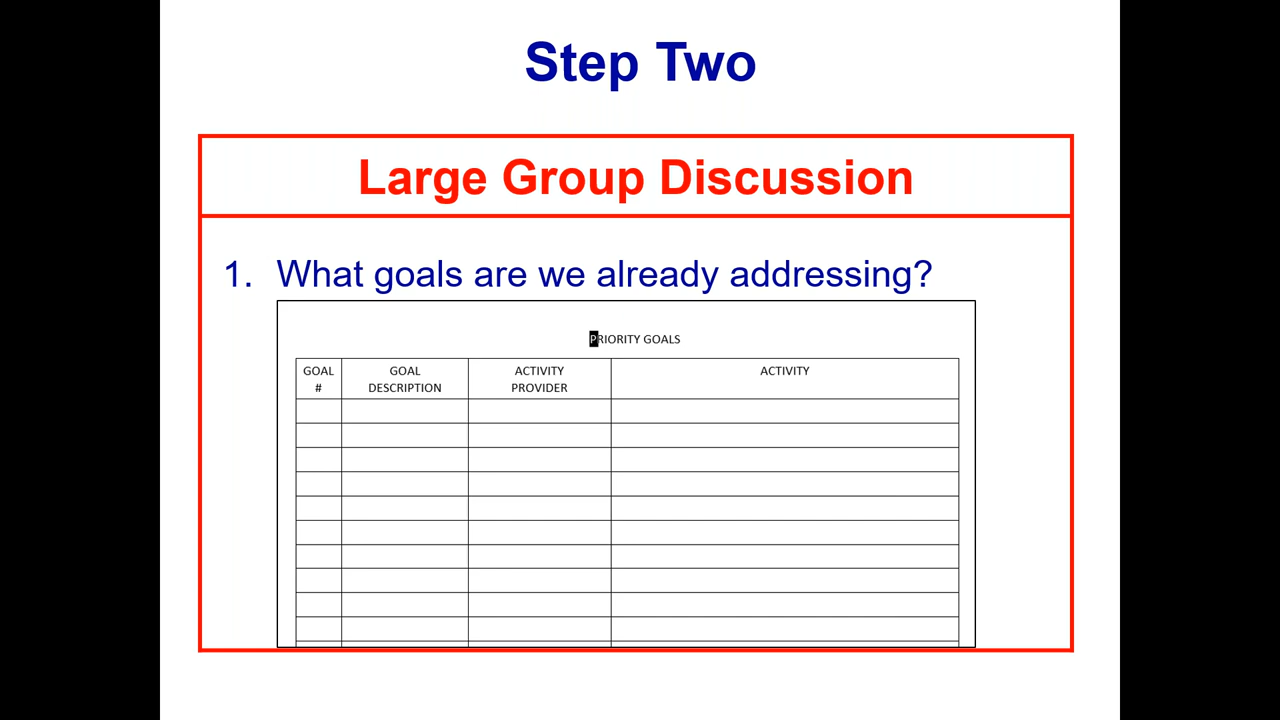 Step Two
Large Group Discussion
1. What goals are we already addressing?
PRIORITY GOALS
GOAL # GOAL DESCRIPTION ACTIVITY PROVIDER ACTIVITY